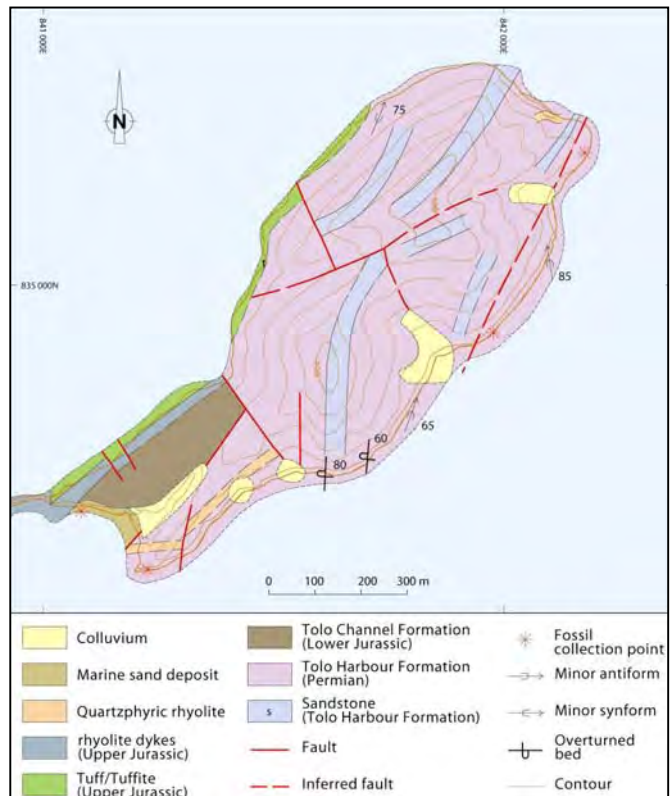 841 000E
842 000E
75
N
835 000N
85
65
60
80
0 100 200 300 m
Colluvium
Marine sand deposit
Quartzphyric rhyolite
rhyolite dykes
(Upper Jurassic)
Tuff/Tuffite
(Upper Jurassic)
Tolo Channel Formation
(Lower Jurassic)
Tolo Harbour Formation
(Permian)
s Sandstone
(Tolo Harbour Formation)
Fault
Inferred fault
Fossil
collection point
Minor antiform
Minor synform
Overturned
bed
Contour